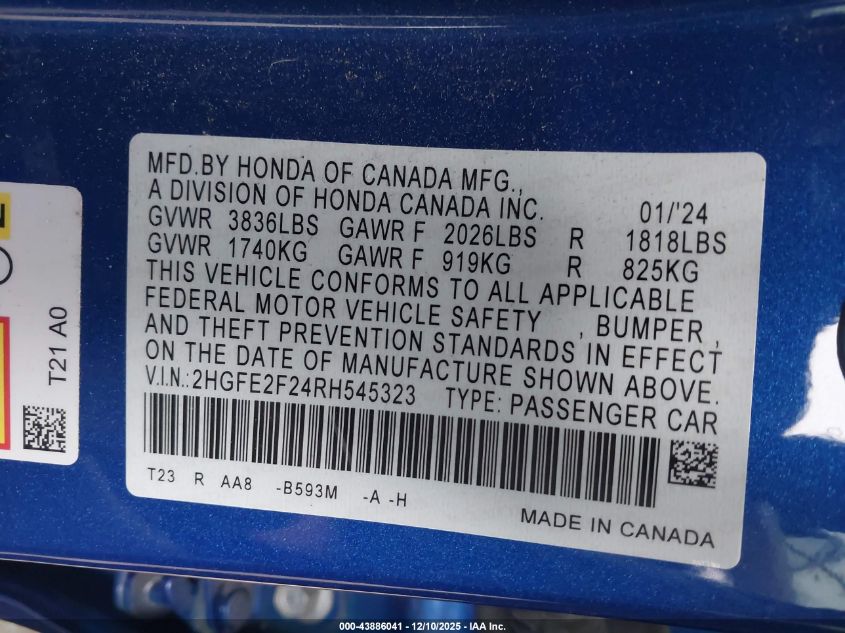 MFD.BY HONDA OF CANADA MFG.,
A DIVISION OF HONDA CANADA INC. 01/'24
GVWR 3836LBS GAWR F 2026LBS R 1818LBS
GVWR 1740KG GAWR F 919KG R 825KG
THIS VEHICLE CONFORMS TO ALL APPLICABLE
FEDERAL MOTOR VEHICLE SAFETY , BUMPER ,
AND THEFT PREVENTION STANDARDS IN EFFECT
ON THE DATE OF MANUFACTURE SHOWN ABOVE.
V.I.N.:2HGFE2F24RH545323 TYPE: PASSENGER CAR
T23 R AA8 -B593M -A -H
MADE IN CANADA
T21 A0
000-43886041 - 12/10/2025 - IAA Inc.